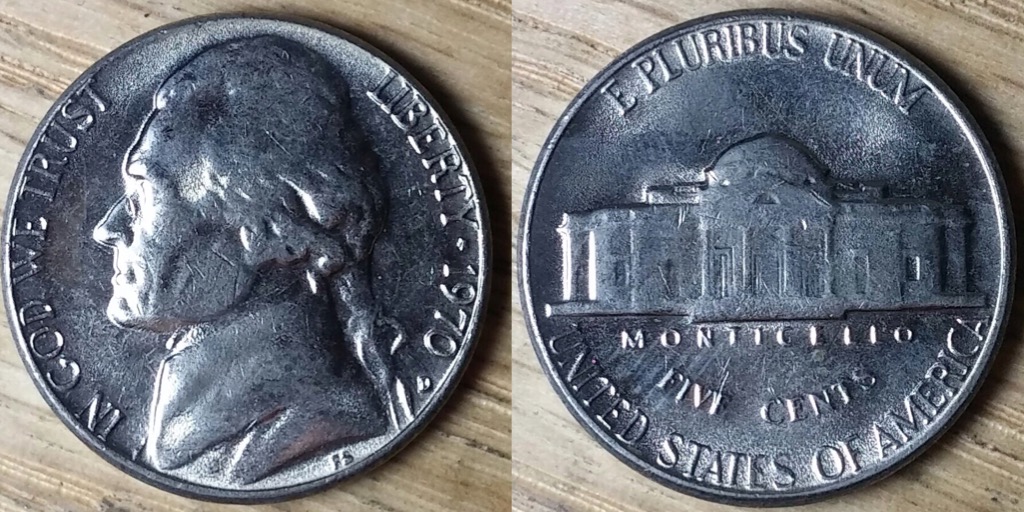 IN GOD WE TRUST
LIBERTY · 1970
D
FS
E PLURIBUS UNUM
MONTICELLO
FIVE CENTS
UNITED STATES OF AMERICA